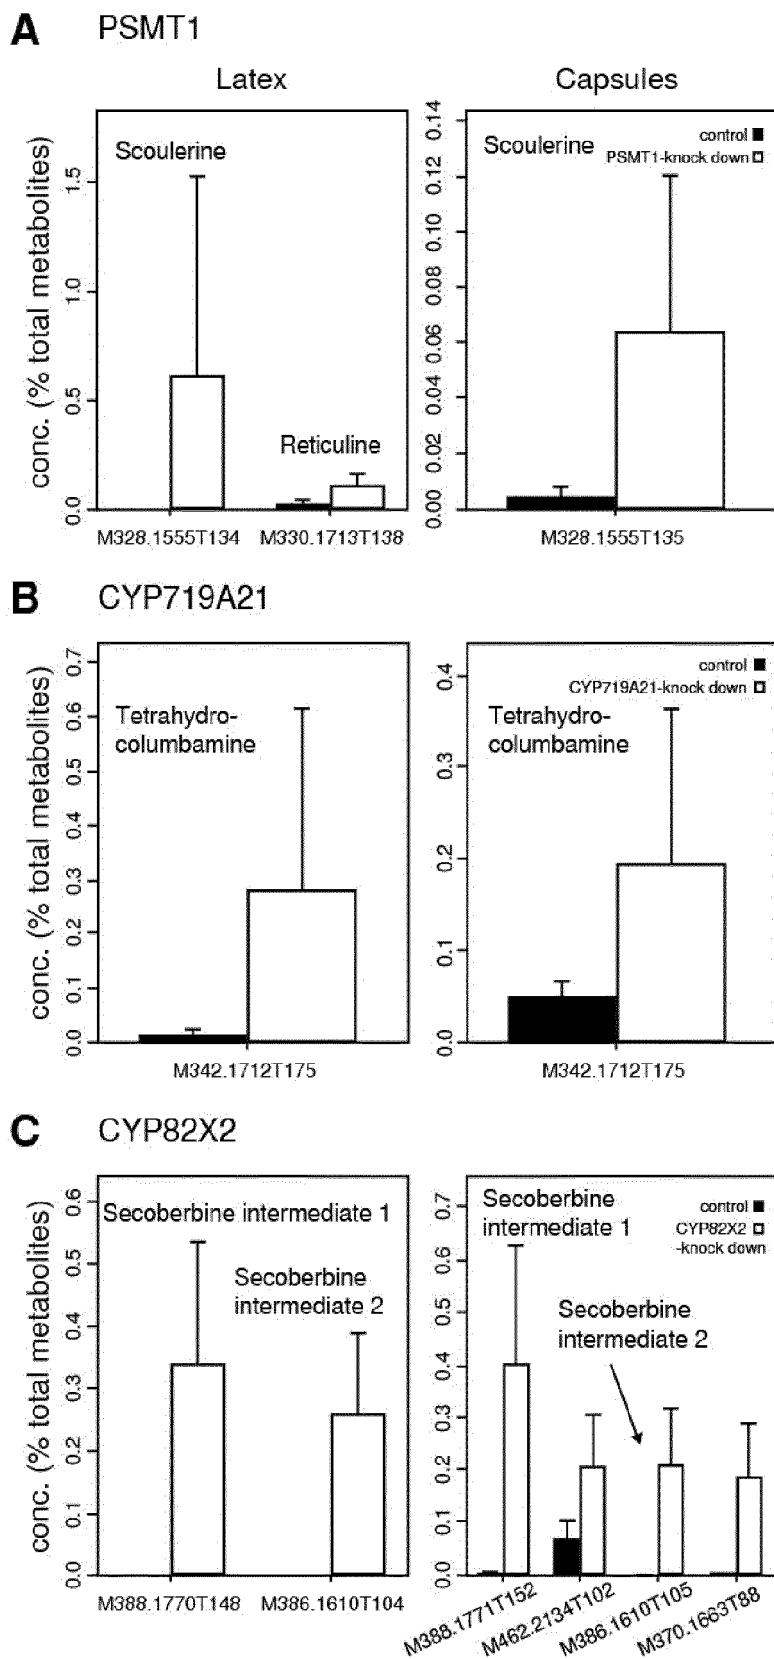 A PSMT1
Latex
Capsules
conc. (% total metabolites)
0.0 0.5 1.0 1.5
Scoulerine
Reticuline
M328.1555T134 M330.1713T138
0.00 0.02 0.04 0.06 0.08 0.10 0.12 0.14
Scoulerine
control
PSMT1-knock down
M328.1555T135
B CYP719A21
conc. (% total metabolites)
0.0 0.1 0.2 0.3 0.4 0.5 0.6 0.7
Tetrahydro-
columbamine
M342.1712T175
0.0 0.1 0.2 0.3 0.4
Tetrahydro-
columbamine
control
CYP719A21-knock down
M342.1712T175
C CYP82X2
conc. (% total metabolites)
0.0 0.1 0.2 0.3 0.4 0.5 0.6
Secoberbine intermediate 1
Secoberbine
intermediate 2
M388.1770T148 M386.1610T104
0.0 0.1 0.2 0.3 0.4 0.5 0.6 0.7
Secoberbine
intermediate 1
control
CYP82X2
-knock down
Secoberbine
intermediate 2
M388.1771T152 M462.2134T102 M386.1610T105 M370.1663T88